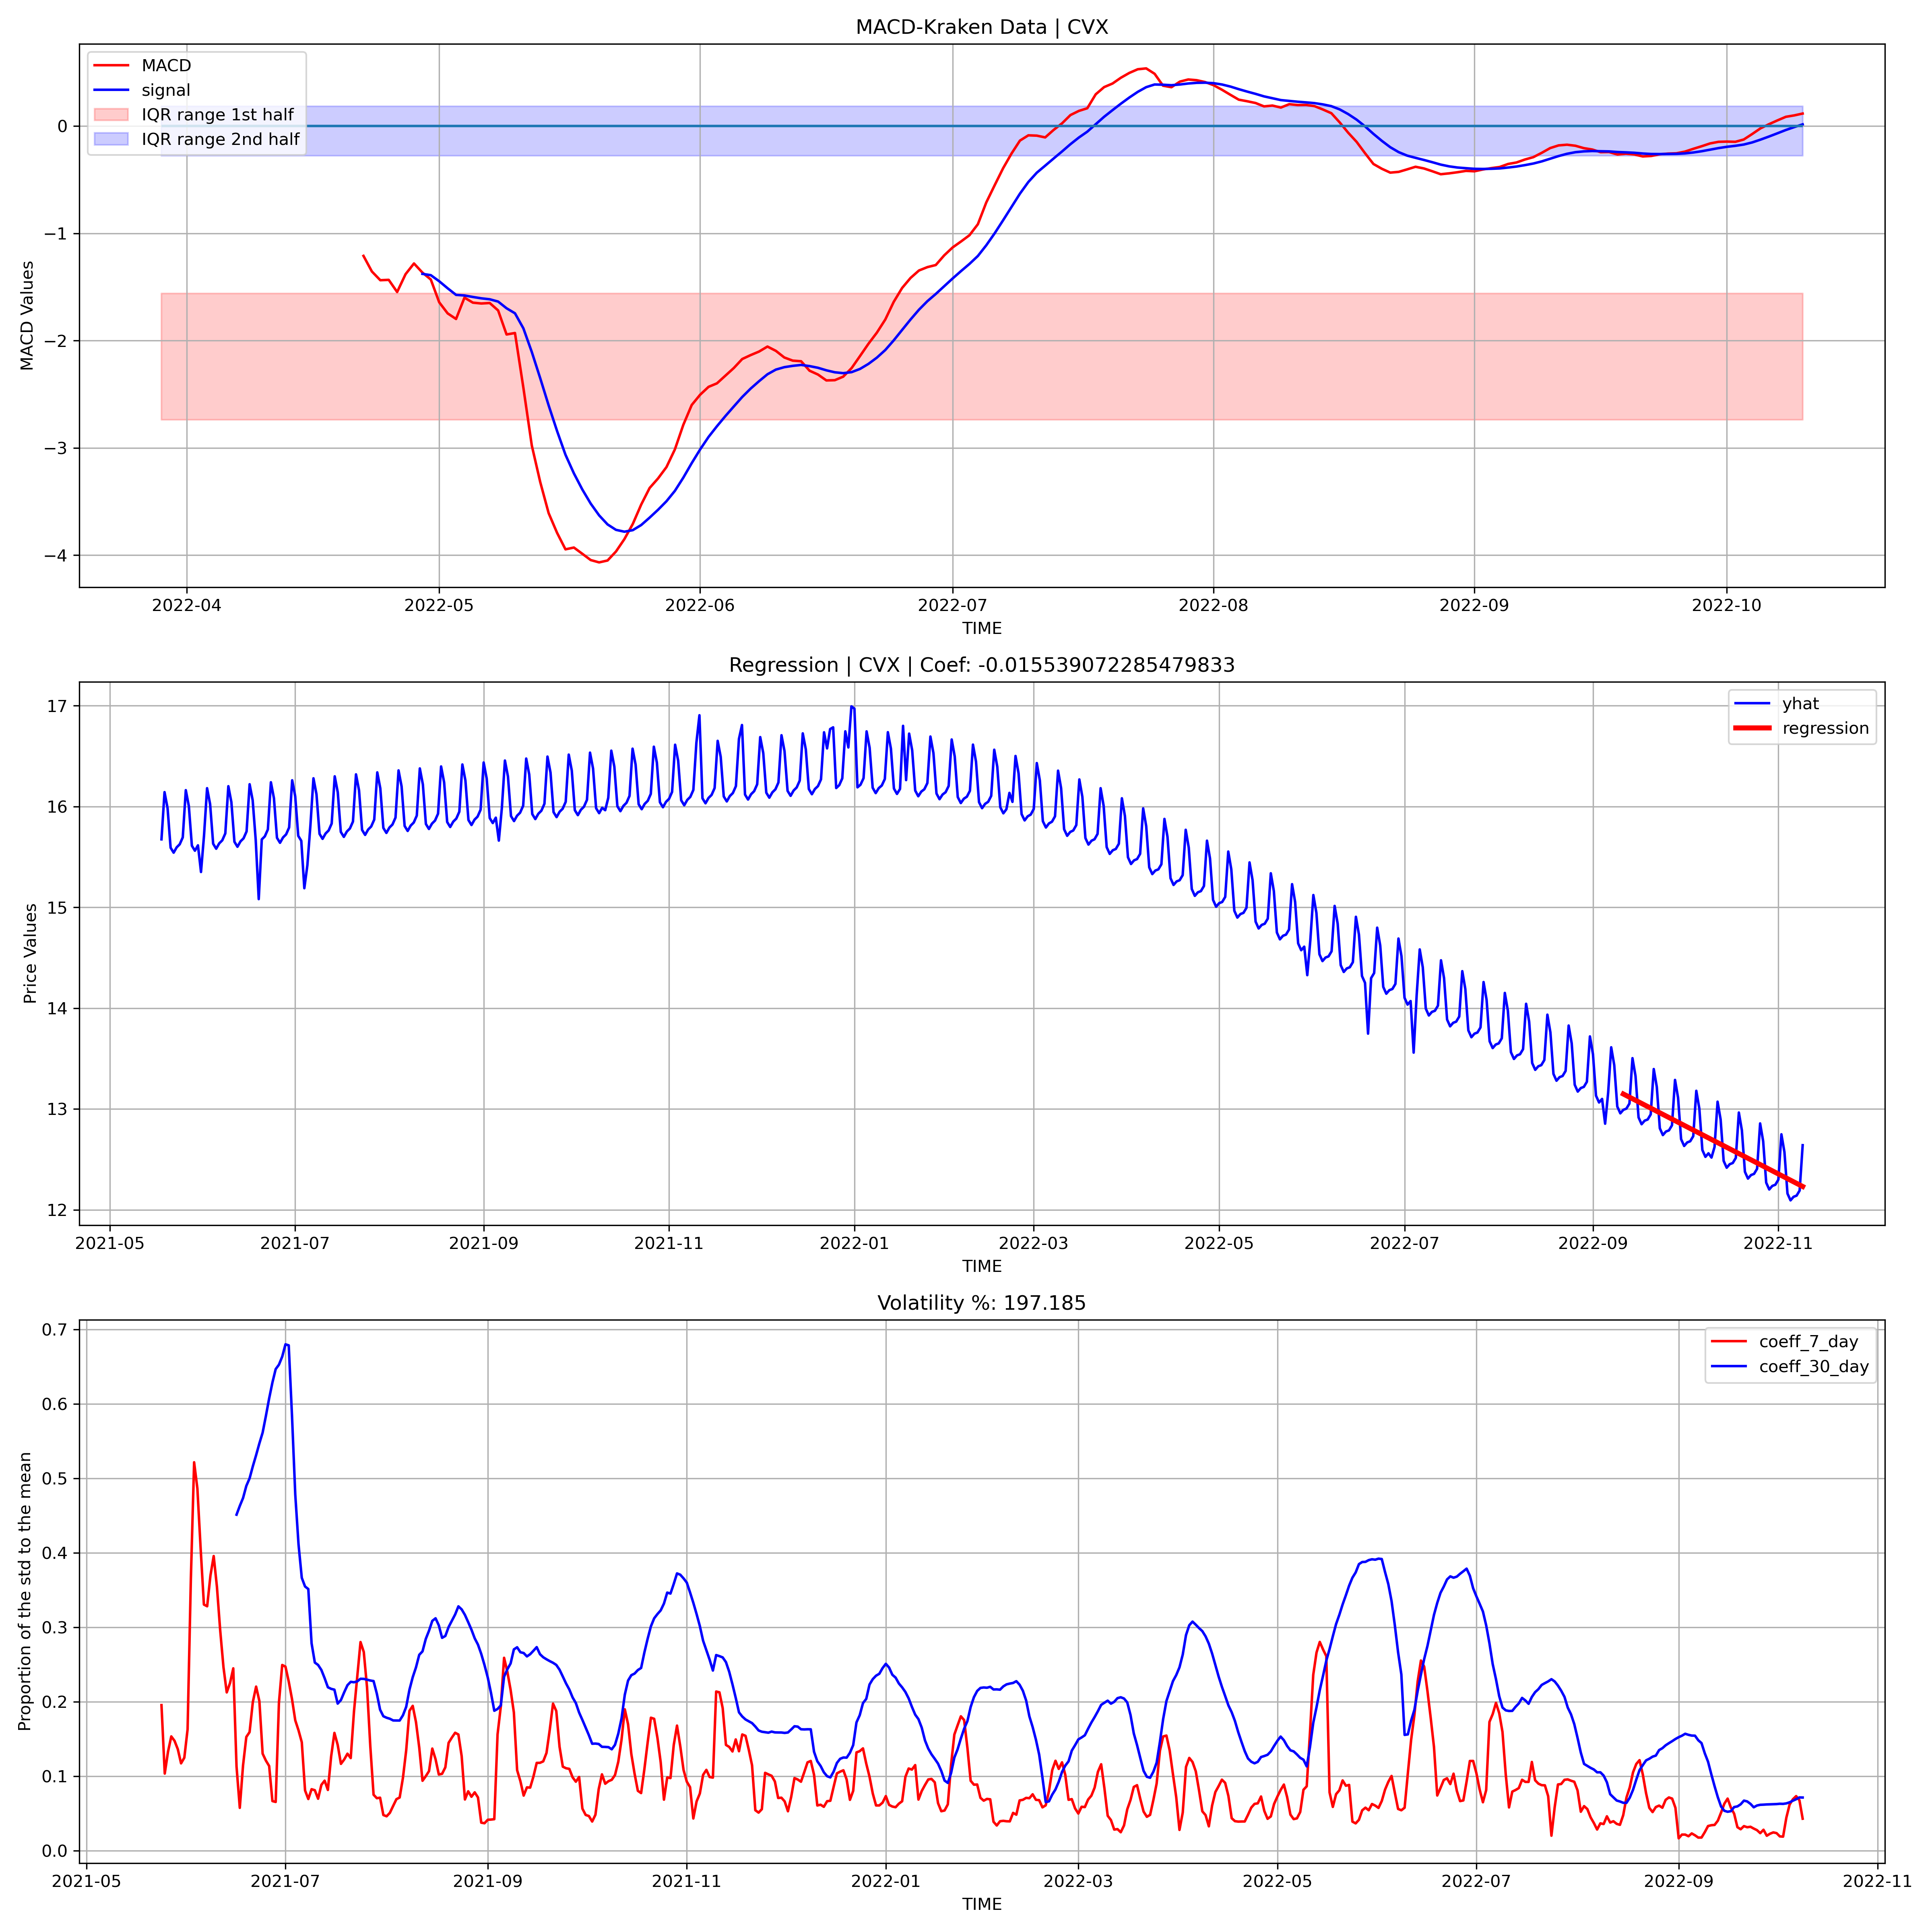 MACD-Kraken Data | CVX
MACD
signal
IQR range 1st half
IQR range 2nd half
MACD Values
0
−1
−2
−3
−4
2022-04 2022-05 2022-06 2022-07 2022-08 2022-09 2022-10
TIME
Regression | CVX | Coef: -0.015539072285479833
yhat
regression
Price Values
17
16
15
14
13
12
2021-05 2021-07 2021-09 2021-11 2022-01 2022-03 2022-05 2022-07 2022-09 2022-11
TIME
Volatility %: 197.185
coeff_7_day
coeff_30_day
Proportion of the std to the mean
0.7
0.6
0.5
0.4
0.3
0.2
0.1
0.0
2021-05 2021-07 2021-09 2021-11 2022-01 2022-03 2022-05 2022-07 2022-09 2022-11
TIME